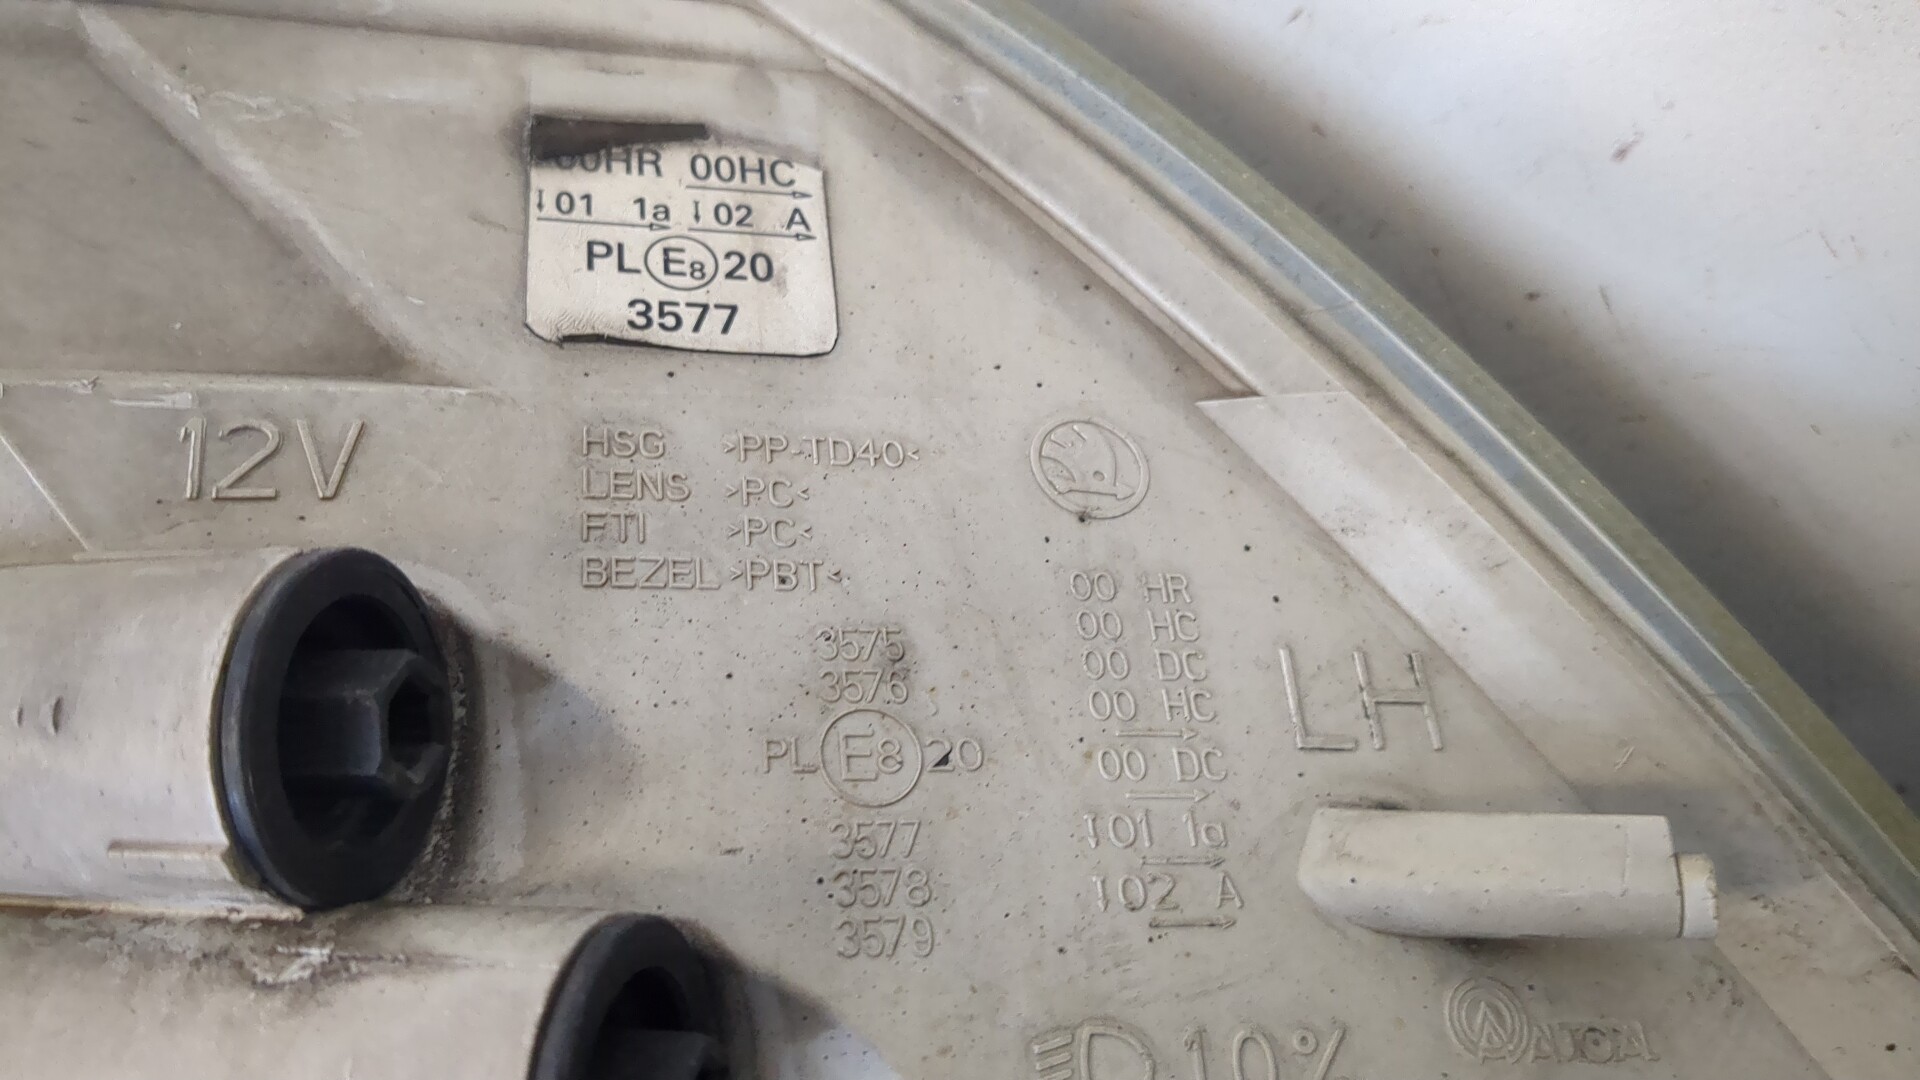 00HR 00HC
↓01 1a ↓02 A
PL E8 20
3577
12V
HSG >PP-TD40<
LENS >PC<
FTI >PC<
BEZEL >PBT<
3575
3576
PL E8 20
3577
3578
3579
00 HR
00 HC
00 DC
00 HC
00 DC
↓01 1a
↓02 A
LH
10%
AUTOPAL